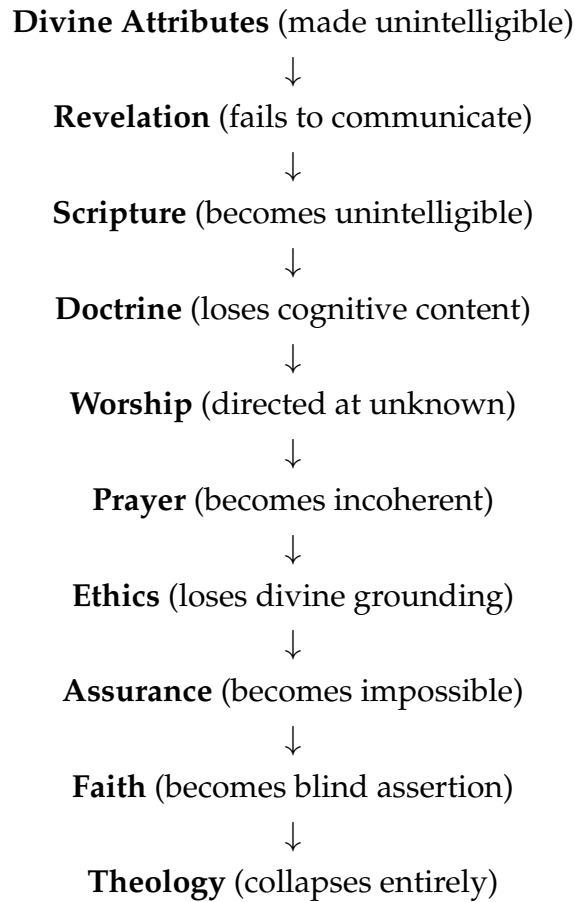 Divine Attributes (made unintelligible)
↓
Revelation (fails to communicate)
↓
Scripture (becomes unintelligible)
↓
Doctrine (loses cognitive content)
↓
Worship (directed at unknown)
↓
Prayer (becomes incoherent)
↓
Ethics (loses divine grounding)
↓
Assurance (becomes impossible)
↓
Faith (becomes blind assertion)
↓
Theology (collapses entirely)